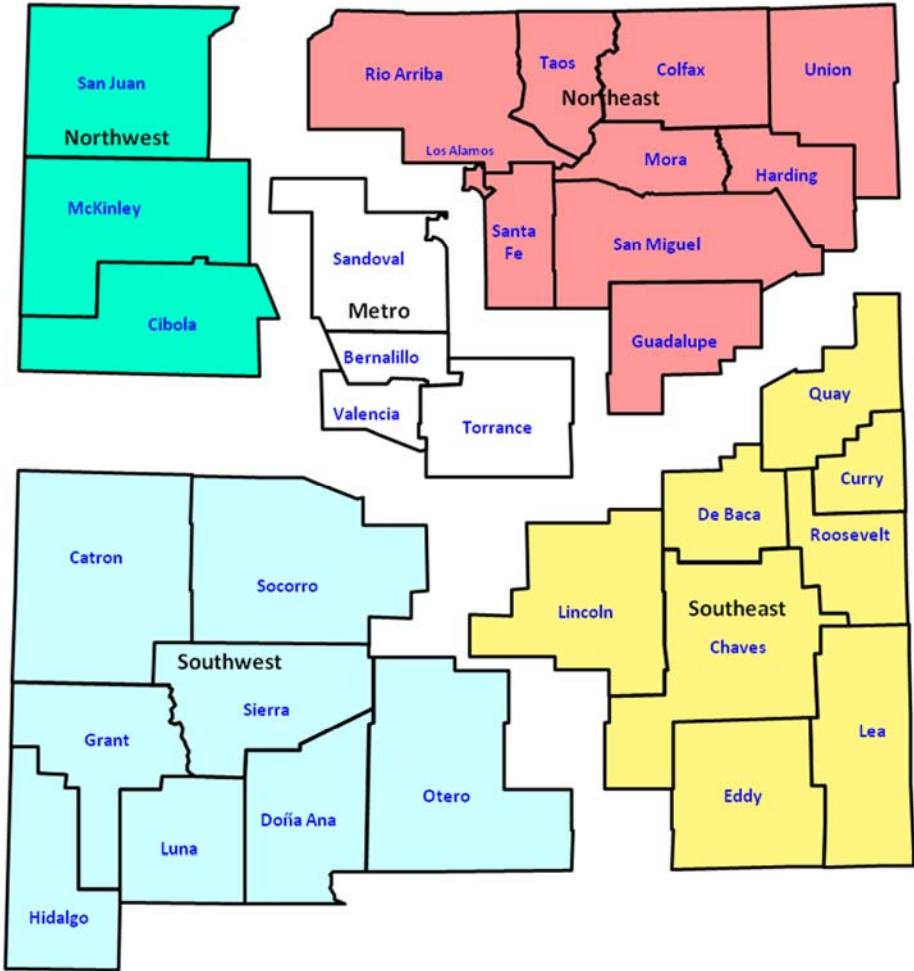 San Juan
Northwest
McKinley
Cibola
Rio Arriba
Taos
Colfax
Union
Northeast
Los Alamos
Mora
Harding
Santa
Fe
San Miguel
Guadalupe
Sandoval
Metro
Bernalillo
Valencia
Torrance
Quay
Curry
De Baca
Roosevelt
Lincoln
Southeast
Chaves
Lea
Eddy
Catron
Socorro
Southwest
Sierra
Grant
Otero
Doña Ana
Luna
Hidalgo